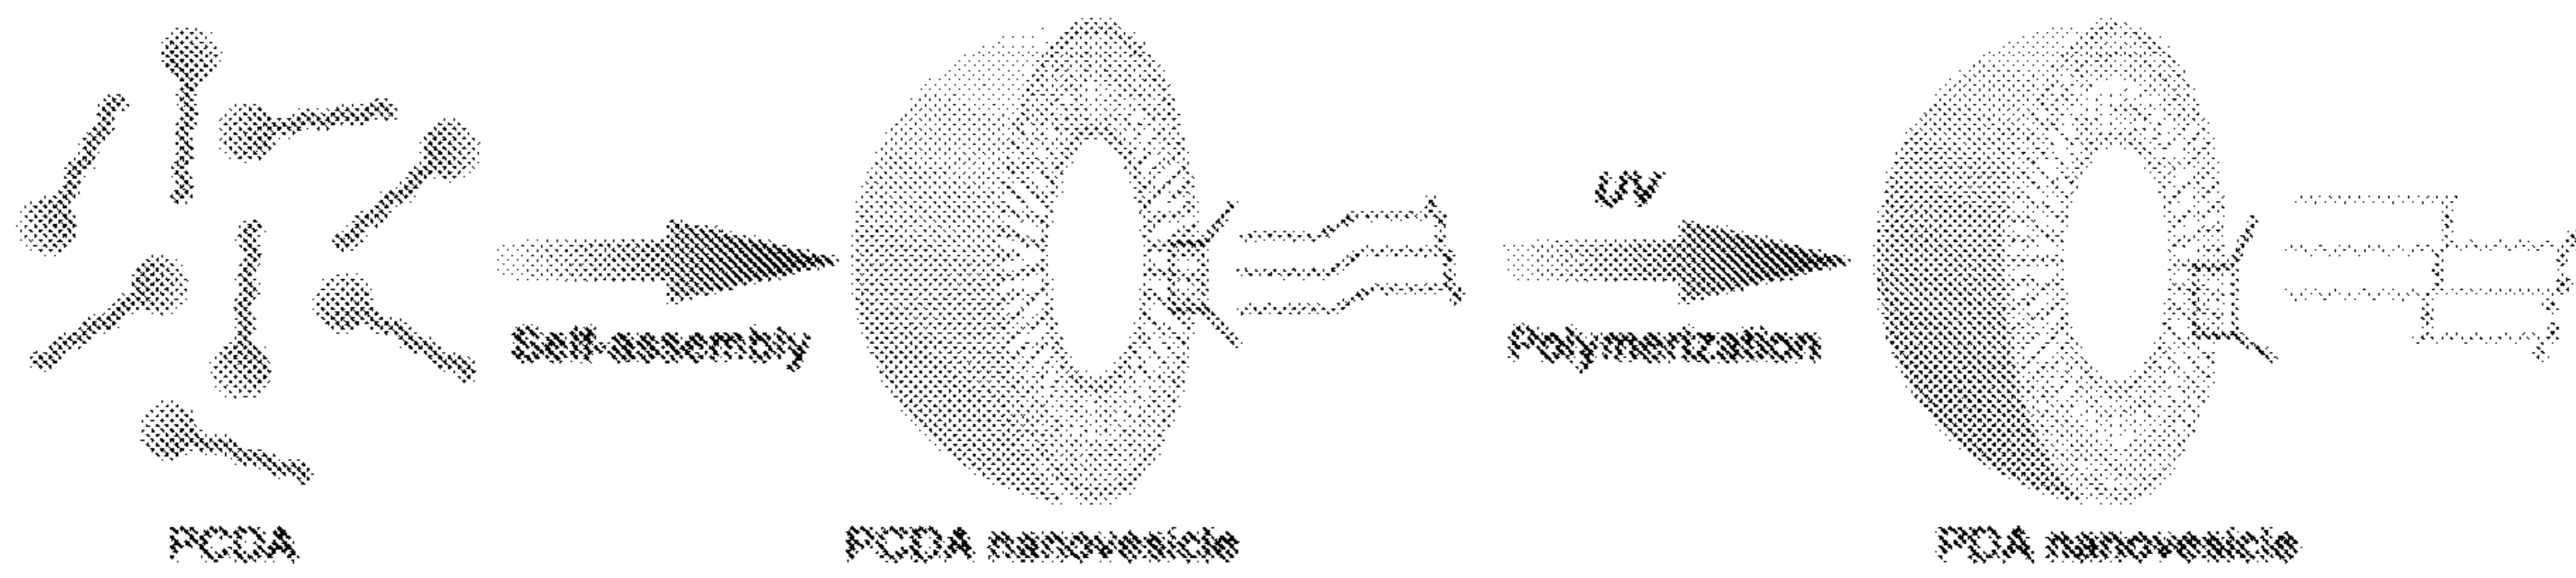 UV
Self-assembly
Polymerization
PCDA
PCDA nanovesicle
PDA nanovesicle